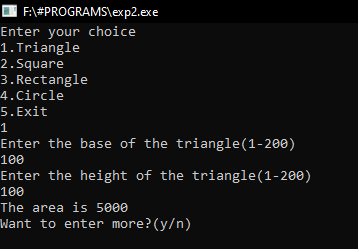 F:\#PROGRAMS\exp2.exe
Enter your choice
1.Triangle
2.Square
3.Rectangle
4.Circle
5.Exit
1
Enter the base of the triangle(1-200)
100
Enter the height of the triangle(1-200)
100
The area is 5000
Want to enter more?(y/n)